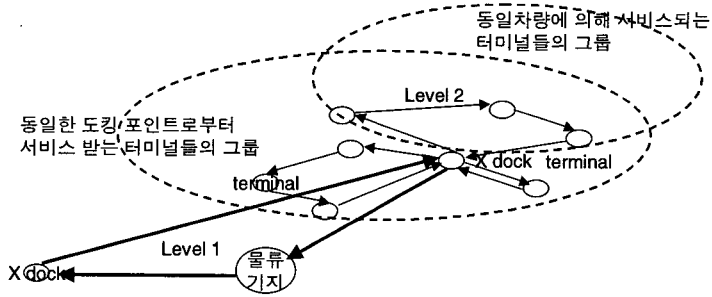 동일차량에 의해 서비스되는
터미널들의 그룹
Level 2
동일한 도킹 포인트로부터
서비스 받는 터미널들의 그룹
X dock terminal
terminal
Level 1
X dock
물류
기지